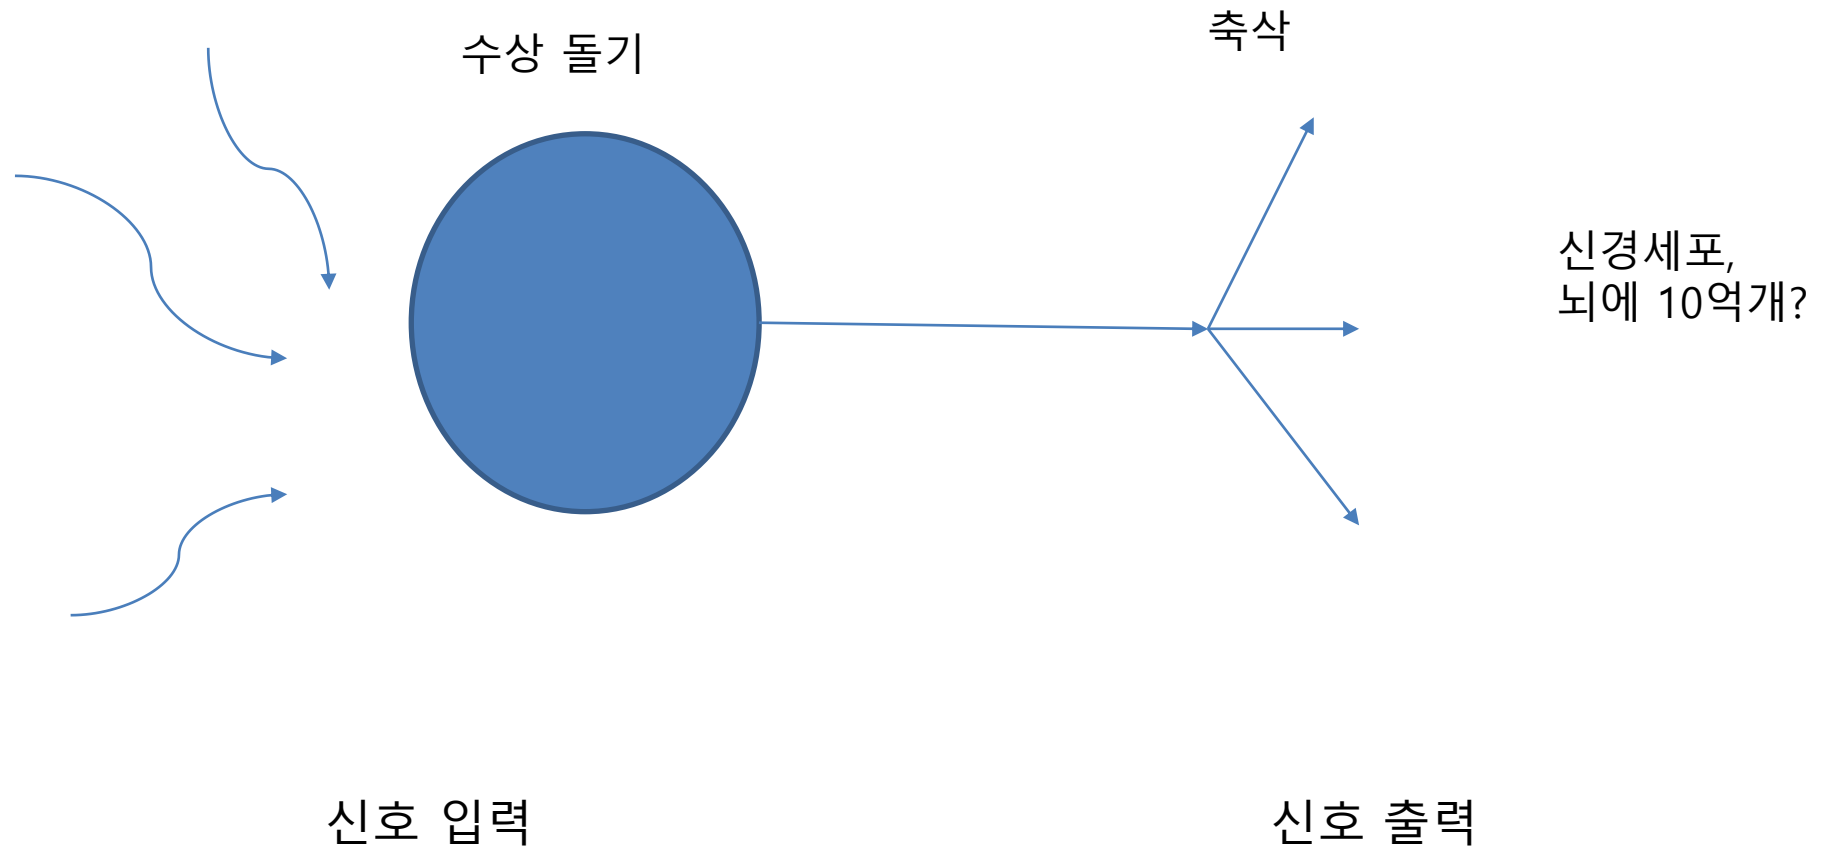 수상 돌기
축삭
신경세포,
뇌에 10억개?
신호 입력
신호 출력